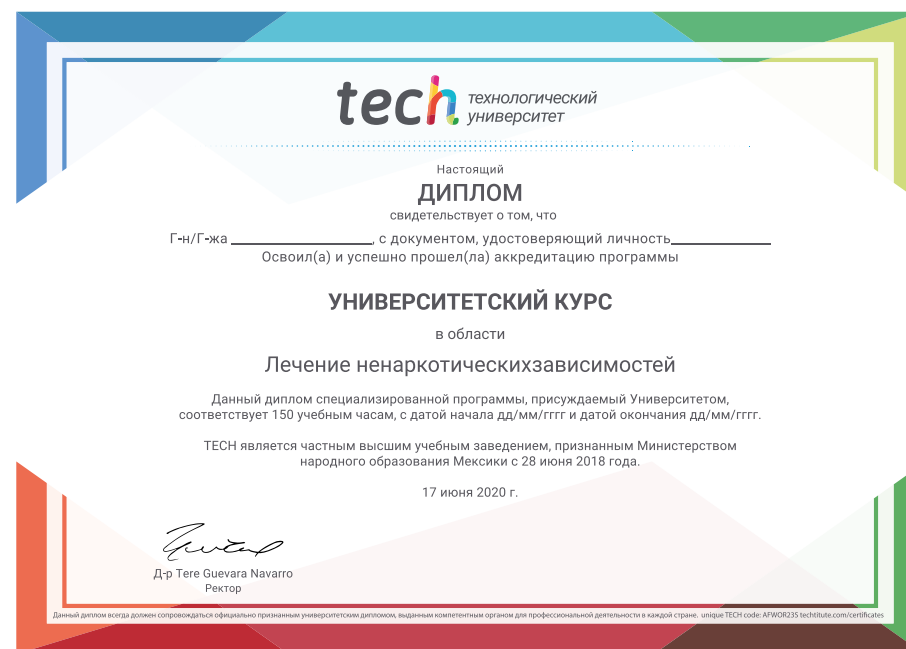 tech технологический
университет
Настоящий
ДИПЛОМ
свидетельствует о том, что
Г-н/Г-жа ____________________, с документом, удостоверяющий личность______________
Освоил(а) и успешно прошел(ла) аккредитацию программы
УНИВЕРСИТЕТСКИЙ КУРС
в области
Лечение ненаркотическихзависимостей
Данный диплом специализированной программы, присуждаемый Университетом,
соответствует 150 учебным часам, с датой начала дд/мм/гггг и датой окончания дд/мм/гггг.
TECH является частным высшим учебным заведением, признанным Министерством
народного образования Мексики с 28 июня 2018 года.
17 июня 2020 г.
Д-р Tere Guevara Navarro
Ректор
Данный диплом всегда должен сопровождаться официально признанным университетским дипломом, выданным компетентным органом для профессиональной деятельности в каждой стране. unique TECH code: AFWOR23S techtitute.com/certificates